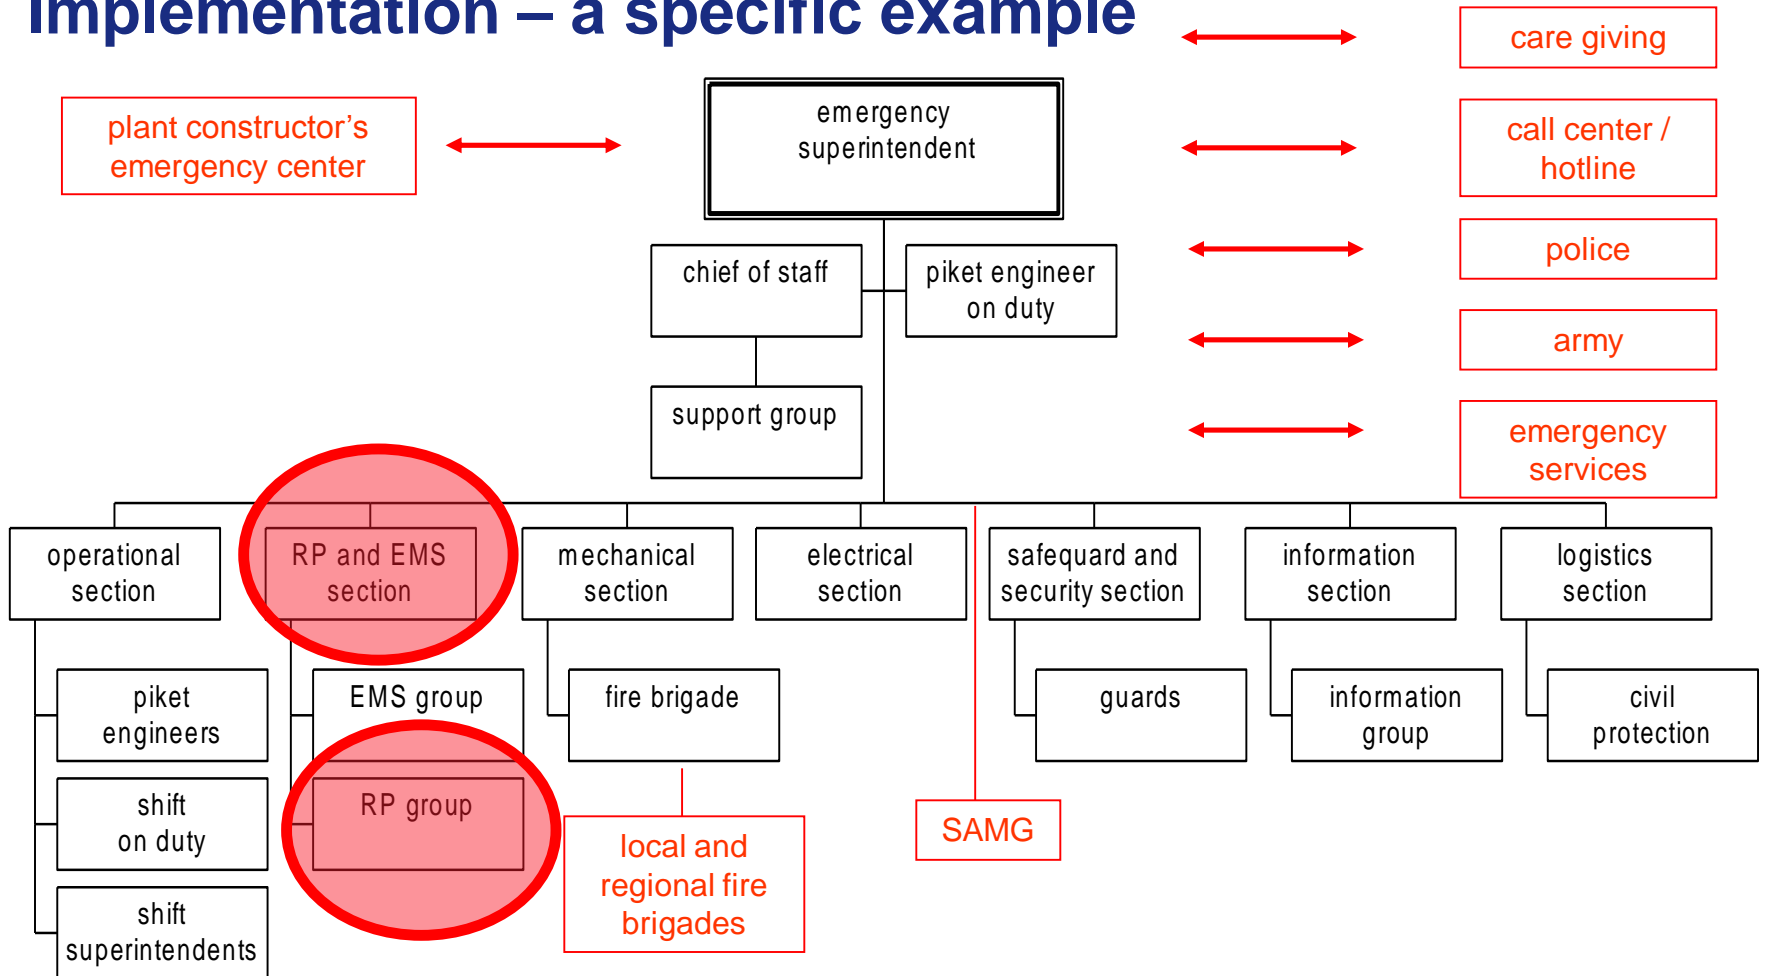 Implementation – a specific example
care giving
plant constructor's
emergency center
emergency
superintendent
call center /
hotline
police
chief of staff
piket engineer
on duty
army
support group
emergency
services
operational
section
RP and EMS
section
mechanical
section
electrical
section
safequard and
security section
information
section
logistics
section
piket
engineers
EMS group
fire brigade
guards
information
group
civil
protection
shift
on duty
RP group
local and
regional fire
brigades
SAMG
shift
superintendents